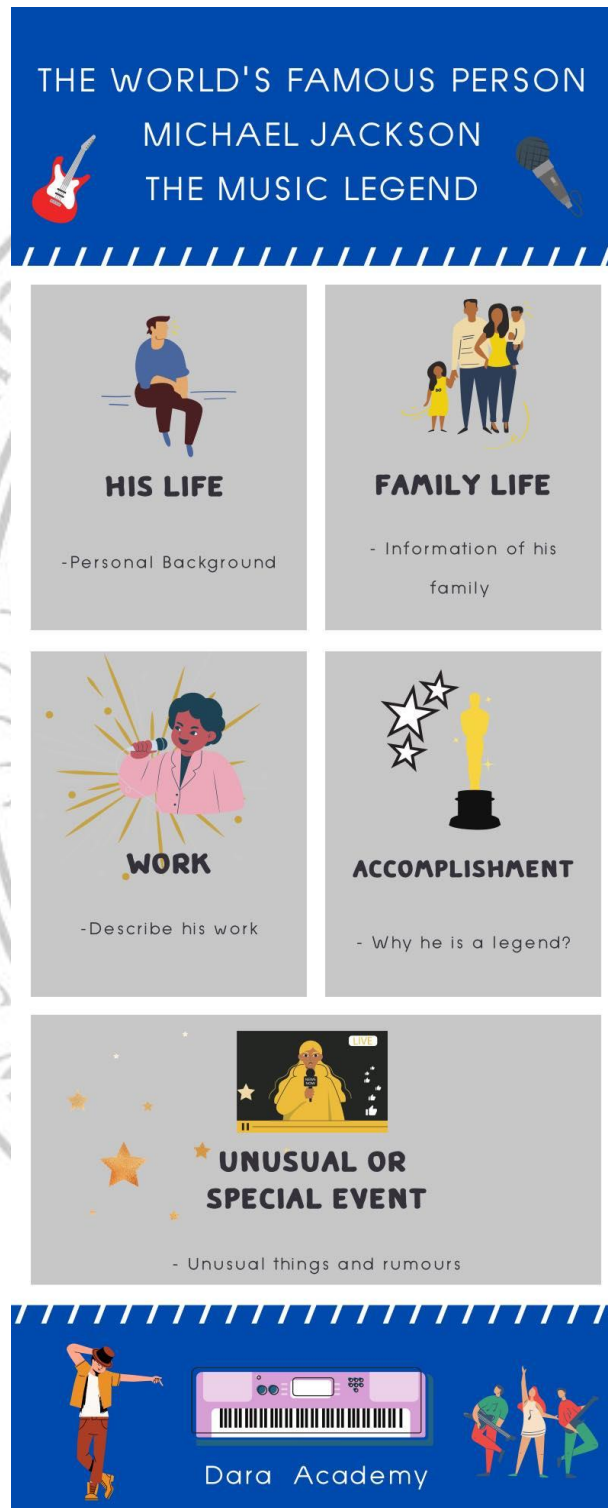 THE WORLD'S FAMOUS PERSON
MICHAEL JACKSON
THE MUSIC LEGEND
HIS LIFE
-Personal Background
FAMILY LIFE
- Information of his
family
WORK
-Describe his work
ACCOMPLISHMENT
- Why he is a legend?
LIVE
UNUSUAL OR
SPECIAL EVENT
- Unusual things and rumours
Dara Academy